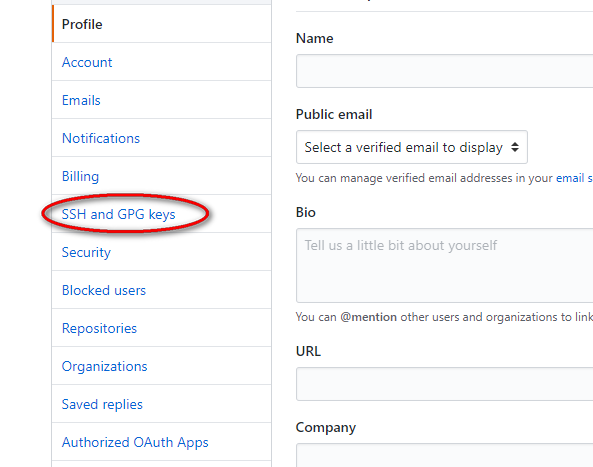 Profile
Account
Emails
Notifications
Billing
SSH and GPG keys
Security
Blocked users
Repositories
Organizations
Saved replies
Authorized OAuth Apps
Name
Public email
Select a verified email to display
You can manage verified email addresses in your email s
Bio
Tell us a little bit about yourself
You can @mention other users and organizations to link
URL
Company